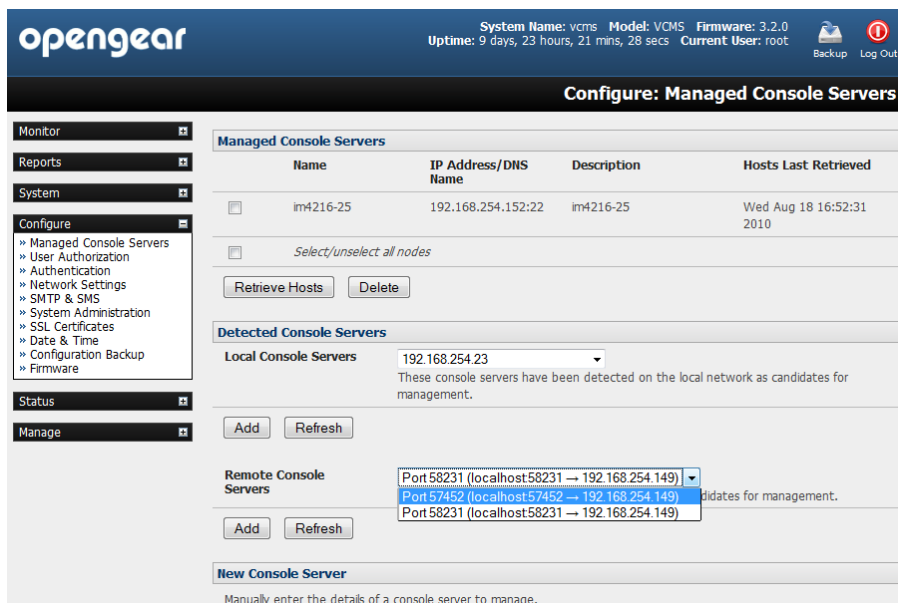 opengear
System Name: vcms Model: VCMS Firmware: 3.2.0
Uptime: 9 days, 23 hours, 21 mins, 28 secs Current User: root
Backup
Log Out
Configure: Managed Console Servers
Monitor
Reports
System
Configure
» Managed Console Servers
» User Authorization
» Authentication
» Network Settings
» SMTP & SMS
» System Administration
» SSL Certificates
» Date & Time
» Configuration Backup
» Firmware
Status
Manage
Managed Console Servers
Name IP Address/DNS Name Description Hosts Last Retrieved
im4216-25 192.168.254.152:22 im4216-25 Wed Aug 18 16:52:31 2010
Select/unselect all nodes
Retrieve Hosts Delete
Detected Console Servers
Local Console Servers 192.168.254.23
These console servers have been detected on the local network as candidates for
management.
Add Refresh
Remote Console Servers
Port 58231 (localhost:58231 → 192.168.254.149)
Port 57452 (localhost:57452 → 192.168.254.149)
Port 58231 (localhost:58231 → 192.168.254.149)
didates for management.
Add Refresh
New Console Server
Manually enter the details of a console server to manage.